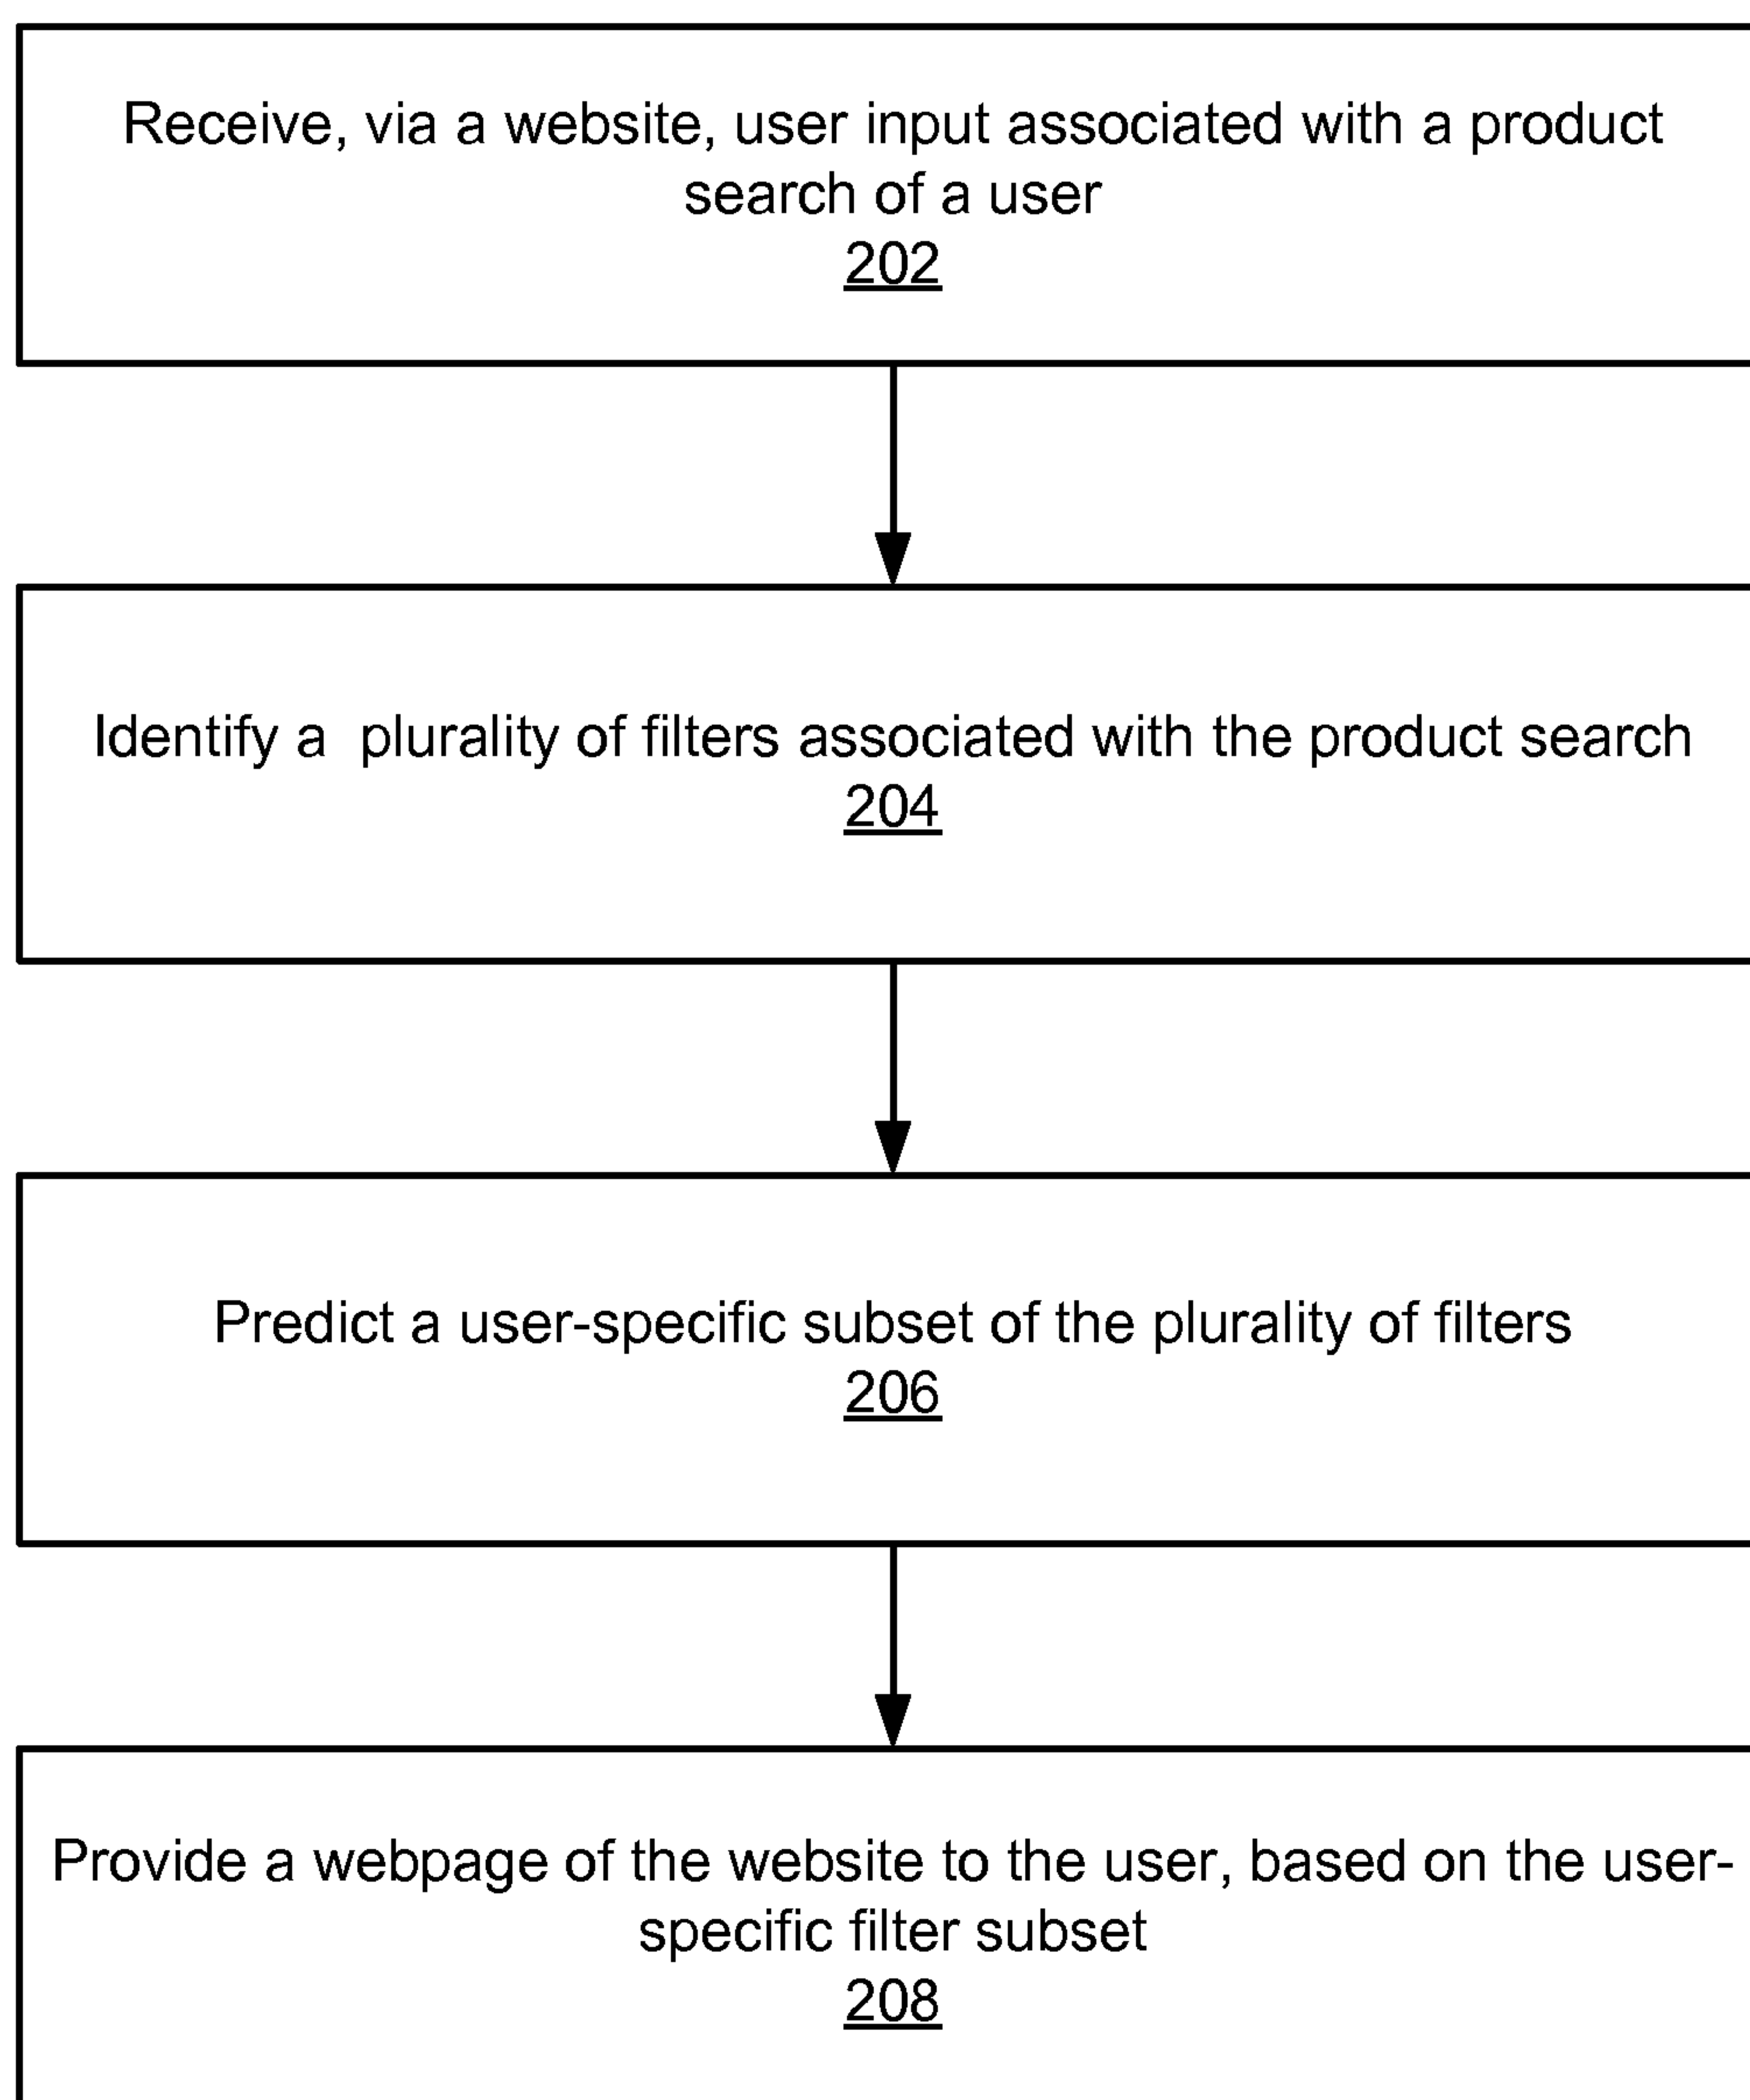 Receive, via a website, user input associated with a product
search of a user
202
Identify a  plurality of filters associated with the product search
204
Predict a user-specific subset of the plurality of filters
206
Provide a webpage of the website to the user, based on the user-
specific filter subset
208